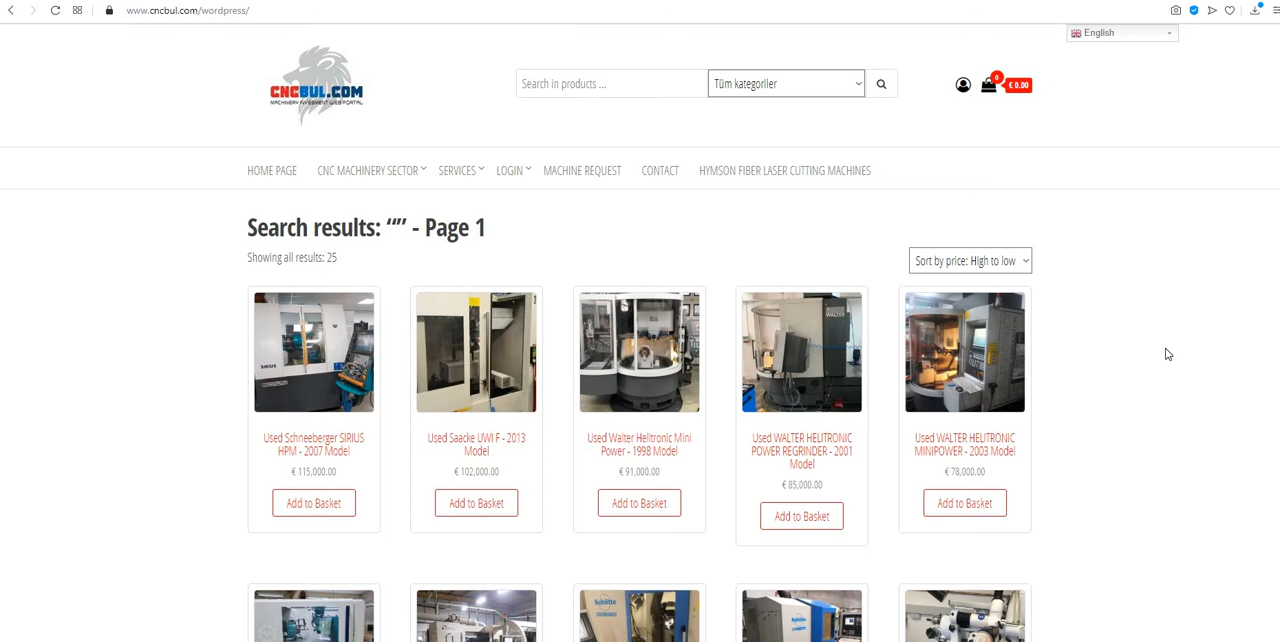 www.cncbul.com/wordpress/
English
CNCBUL.COM
MACHINERY INVESMENT WEB PORTAL
Search in products ...
Tüm kategoriler
0
€ 0.00
HOME PAGE
CNC MACHINERY SECTOR
SERVICES
LOGIN
MACHINE REQUEST
CONTACT
HYMSON FIBER LASER CUTTING MACHINES
Search results: “” - Page 1
Showing all results: 25
Sort by price: High to low
SIRIUS
WALTER
Used Schneeberger SIRIUS
HPM - 2007 Model
€ 115,000.00
Add to Basket
Used Saacke UWI F - 2013
Model
€ 102,000.00
Add to Basket
Used Walter Helitronic Mini
Power - 1998 Model
€ 91,000.00
Add to Basket
Used WALTER HELITRONIC
POWER REGRINDER - 2001
Model
€ 85,000.00
Add to Basket
Used WALTER HELITRONIC
MINIPOWER - 2003 Model
€ 78,000.00
Add to Basket
Schütte